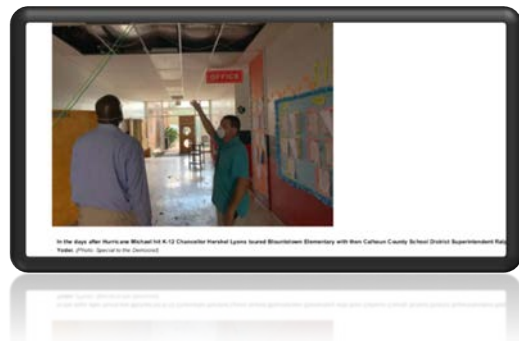 OFFICE
In the days after Hurricane Michael hit K-12 Chancellor Hershel Lyons toured Blountstown Elementary with then Calhoun County School District Superintendent
Yoder. (Photo: Special to the Democrat)